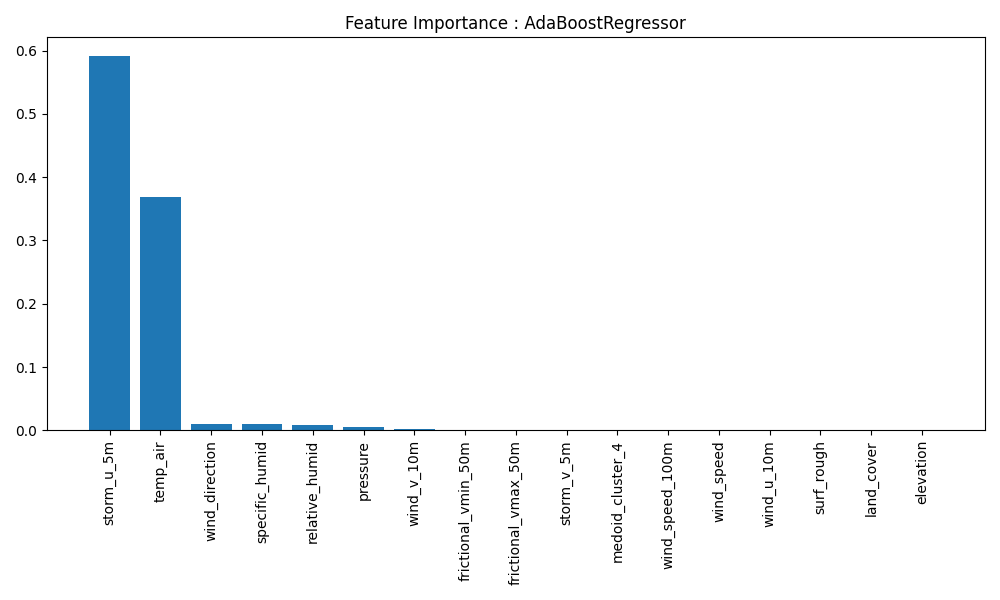 Feature Importance : AdaBoostRegressor
0.6
0.5
0.4
0.3
0.2
0.1
0.0
storm_u_5m
temp_air
wind_direction
specific_humid
relative_humid
pressure
wind_v_10m
frictional_vmin_50m
frictional_vmax_50m
storm_v_5m
medoid_cluster_4
wind_speed_100m
wind_speed
wind_u_10m
surf_rough
land_cover
elevation